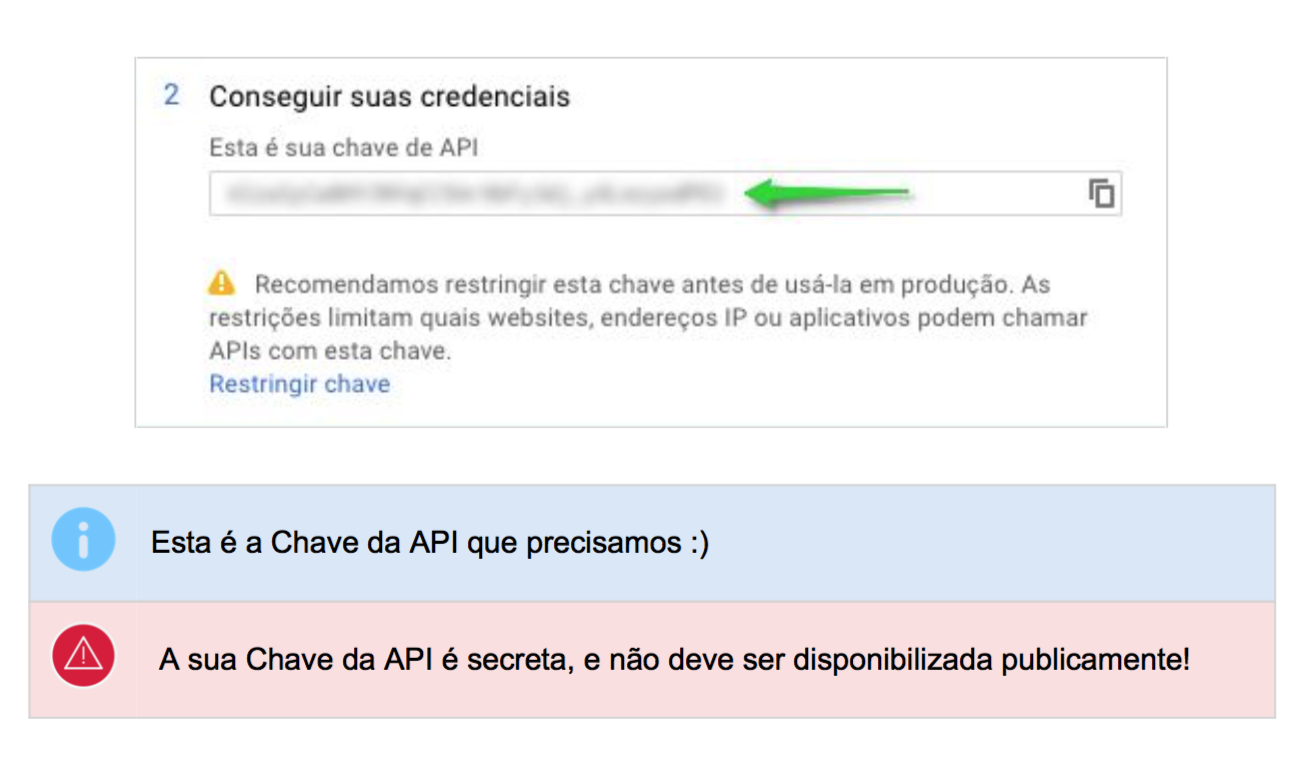 2 Conseguir suas credenciais
Esta é sua chave de API
Recomendamos restringir esta chave antes de usá-la em produção. As
restrições limitam quais websites, endereços IP ou aplicativos podem chamar
APIs com esta chave.
Restringir chave
Esta é a Chave da API que precisamos :)
A sua Chave da API é secreta, e não deve ser disponibilizada publicamente!